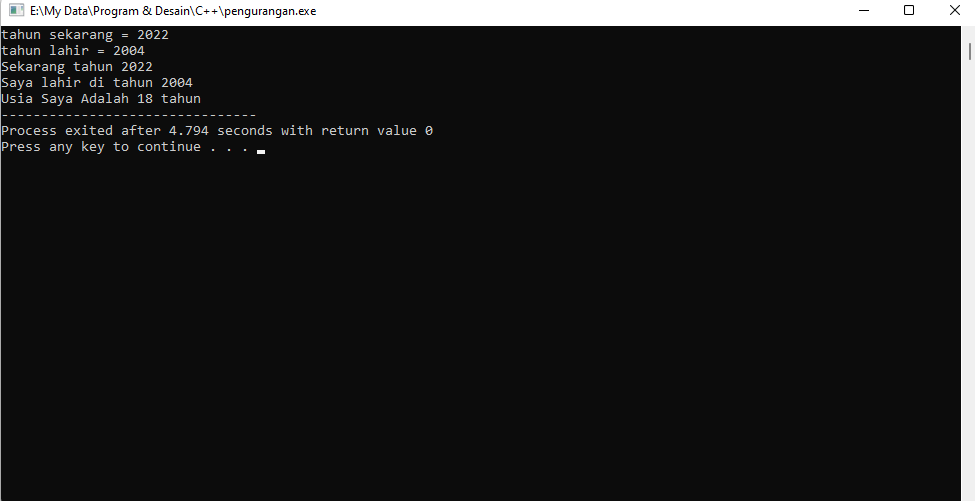 E:\My Data\Program & Desain\C++\pengurangan.exe
tahun sekarang = 2022
tahun lahir = 2004
Sekarang tahun 2022
Saya lahir di tahun 2004
Usia Saya Adalah 18 tahun
--------------------------------
Process exited after 4.794 seconds with return value 0
Press any key to continue . . .